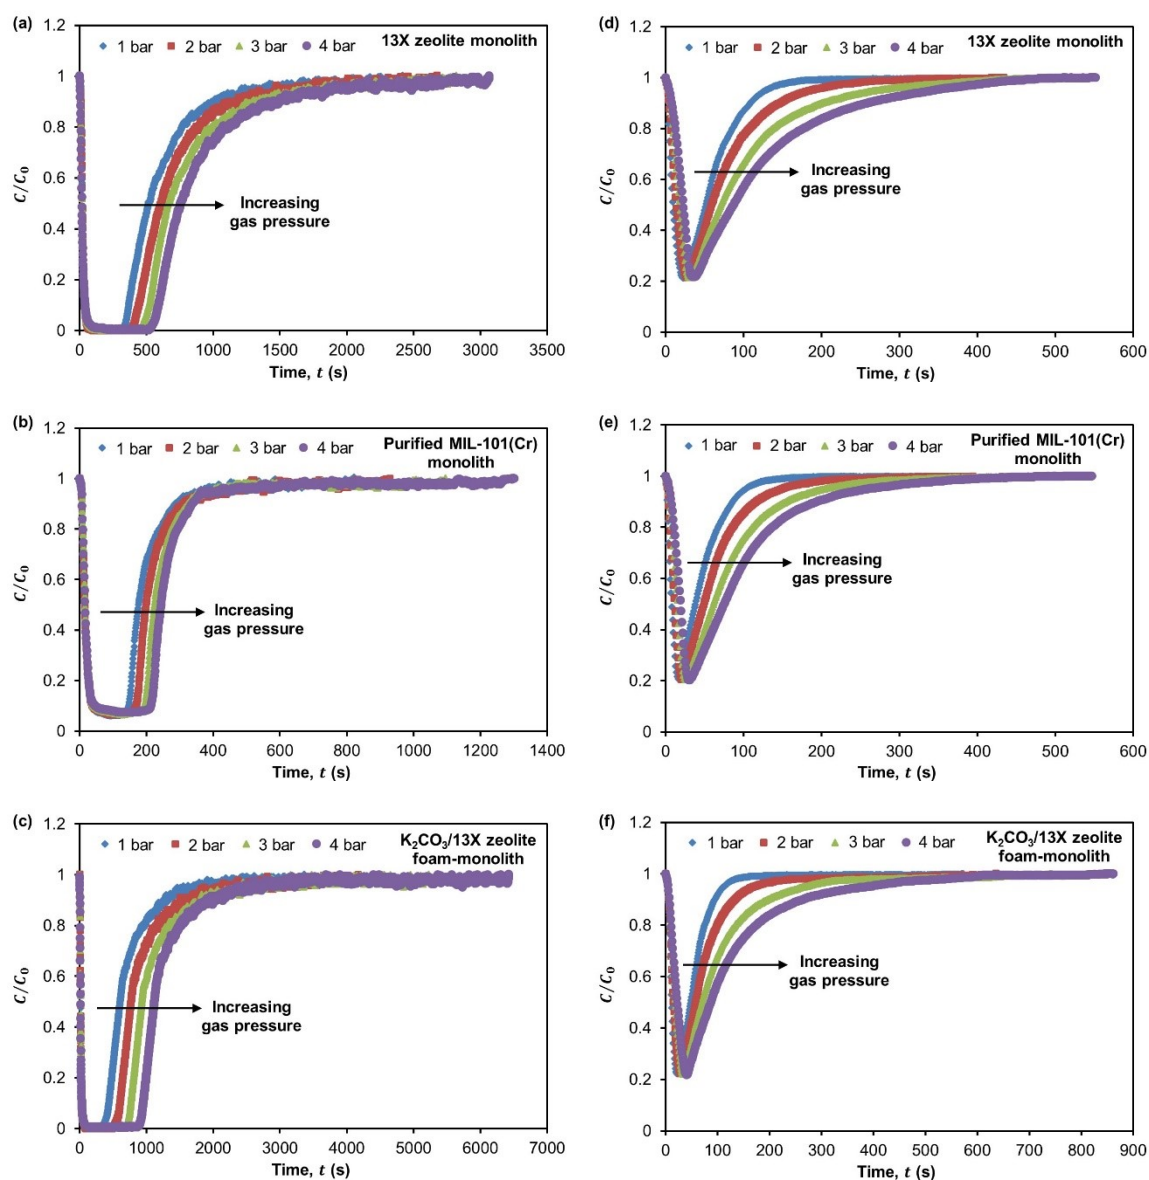 (a)
1.2
1
0.8
0.6
0.4
0.2
0
C/C₀
1 bar 2 bar 3 bar 4 bar
13X zeolite monolith
Increasing
gas pressure
0 500 1000 1500 2000 2500 3000 3500
Time, t (s)
(d)
1.2
1
0.8
0.6
0.4
0.2
0
C/C₀
1 bar 2 bar 3 bar 4 bar
13X zeolite monolith
Increasing
gas pressure
0 100 200 300 400 500 600
Time, t (s)
(b)
1.2
1
0.8
0.6
0.4
0.2
0
C/C₀
1 bar 2 bar 3 bar 4 bar
Purified MIL-101(Cr)
monolith
Increasing
gas pressure
0 200 400 600 800 1000 1200 1400
Time, t (s)
(e)
1.2
1
0.8
0.6
0.4
0.2
0
C/C₀
1 bar 2 bar 3 bar 4 bar
Purified MIL-101(Cr)
monolith
Increasing
gas pressure
0 100 200 300 400 500 600
Time, t (s)
(c)
1.2
1
0.8
0.6
0.4
0.2
0
C/C₀
1 bar 2 bar 3 bar 4 bar
K₂CO₃/13X zeolite
foam-monolith
Increasing
gas pressure
0 1000 2000 3000 4000 5000 6000 7000
Time, t (s)
(f)
1.2
1
0.8
0.6
0.4
0.2
0
C/C₀
1 bar 2 bar 3 bar 4 bar
K₂CO₃/13X zeolite
foam-monolith
Increasing
gas pressure
0 100 200 300 400 500 600 700 800 900
Time, t (s)